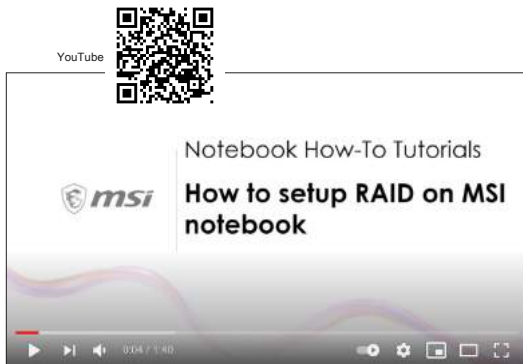 YouTube
Notebook How-To Tutorials
msi
How to setup RAID on MSI
notebook
0:04 / 1:40